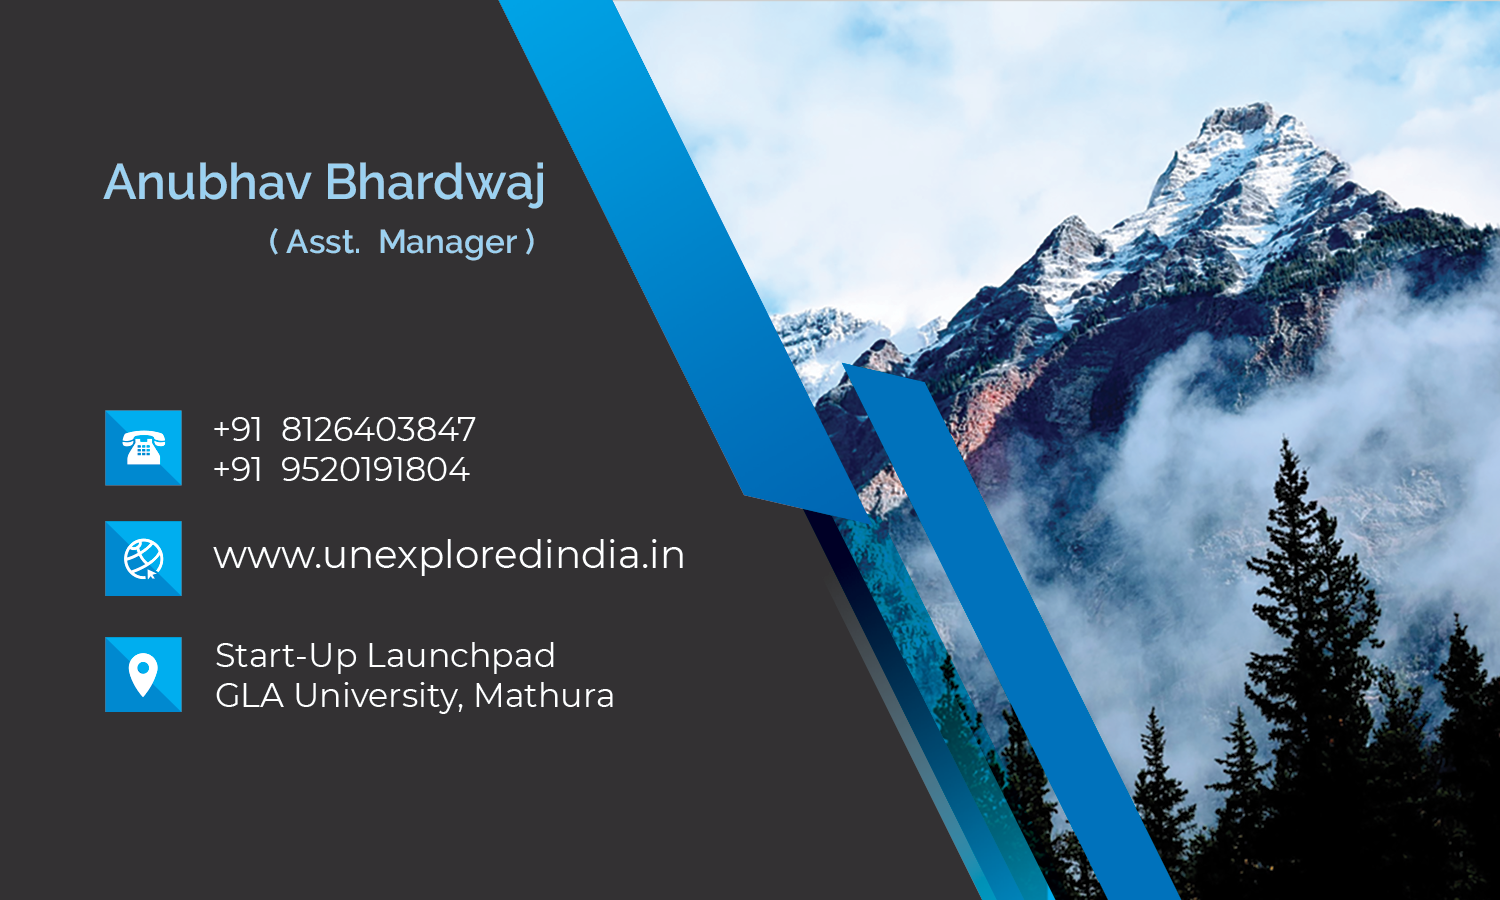 Anubhav Bhardwaj
( Asst. Manager )
+91 8126403847
+91 9520191804
www.unexploredindia.in
Start-Up Launchpad
GLA University, Mathura